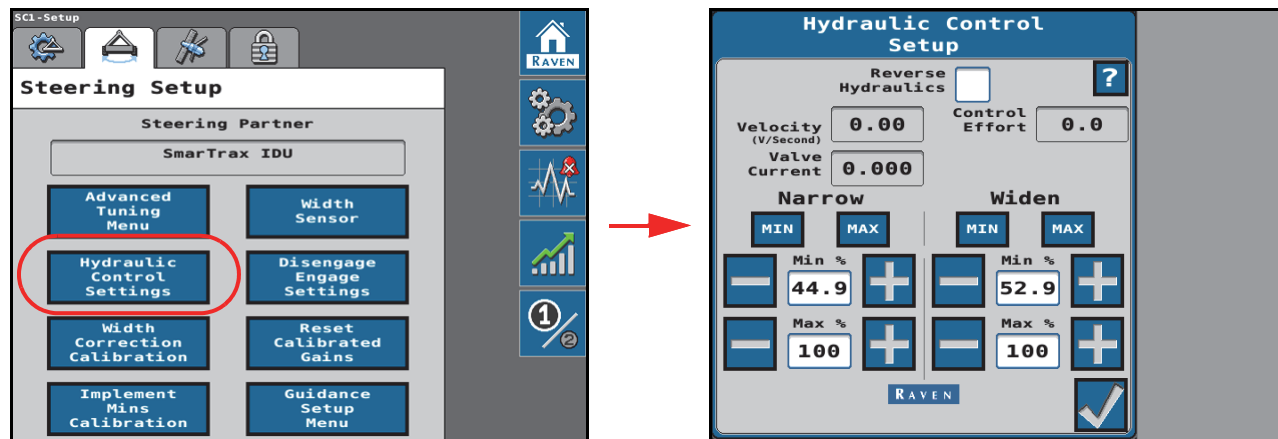 SC1-Setup
Steering Setup
Steering Partner
SmarTrax IDU
Advanced
Tuning
Menu
Width
Sensor
Hydraulic
Control
Settings
Disengage
Engage
Settings
Width
Correction
Calibration
Reset
Calibrated
Gains
Implement
Mins
Calibration
Guidance
Setup
Menu
RAVEN
1/2
Hydraulic Control
Setup
Reverse
Hydraulics
?
Velocity
(V/Second)
0.00
Control
Effort
0.0
Valve
Current
0.000
Narrow
Widen
MIN
MAX
MIN
MAX
Min %
44.9
Min %
52.9
Max %
100
Max %
100
RAVEN